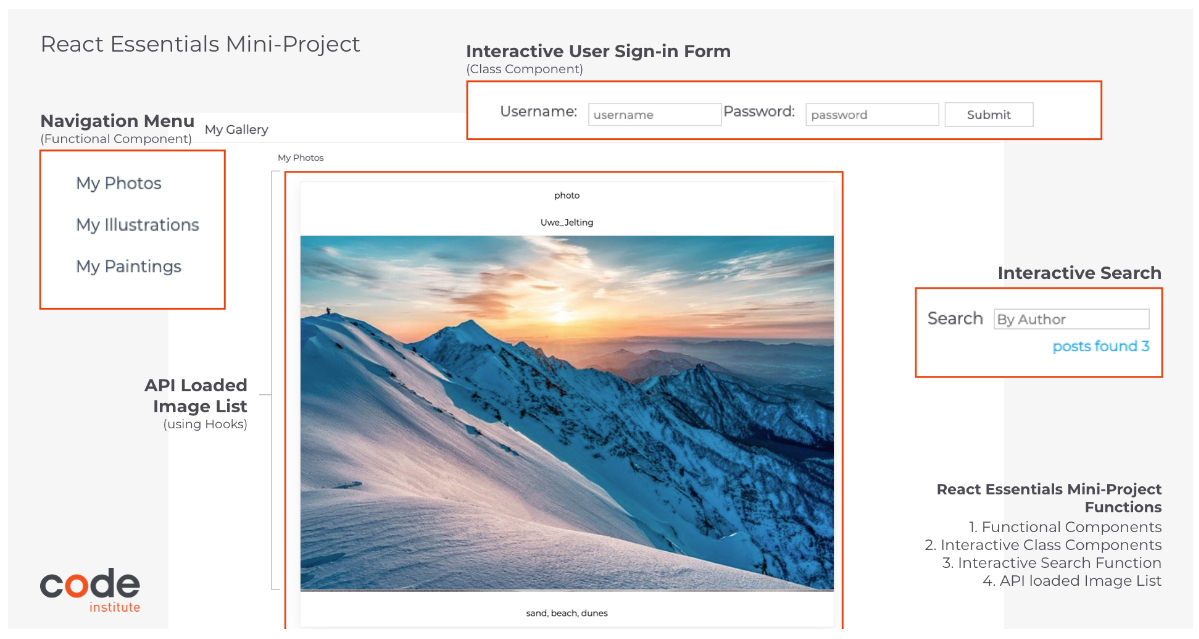 React Essentials Mini-Project
Interactive User Sign-in Form
(Class Component)
Username:
username
Password:
password
Submit
Navigation Menu
(Functional Component)
My Gallery
My Photos
My Illustrations
My Paintings
My Photos
photo
Uwe_Jelting
Interactive Search
Search
By Author
posts found 3
API Loaded
Image List
(using Hooks)
sand, beach, dunes
React Essentials Mini-Project
Functions
1. Functional Components
2. Interactive Class Components
3. Interactive Search Function
4. API loaded Image List
code
institute